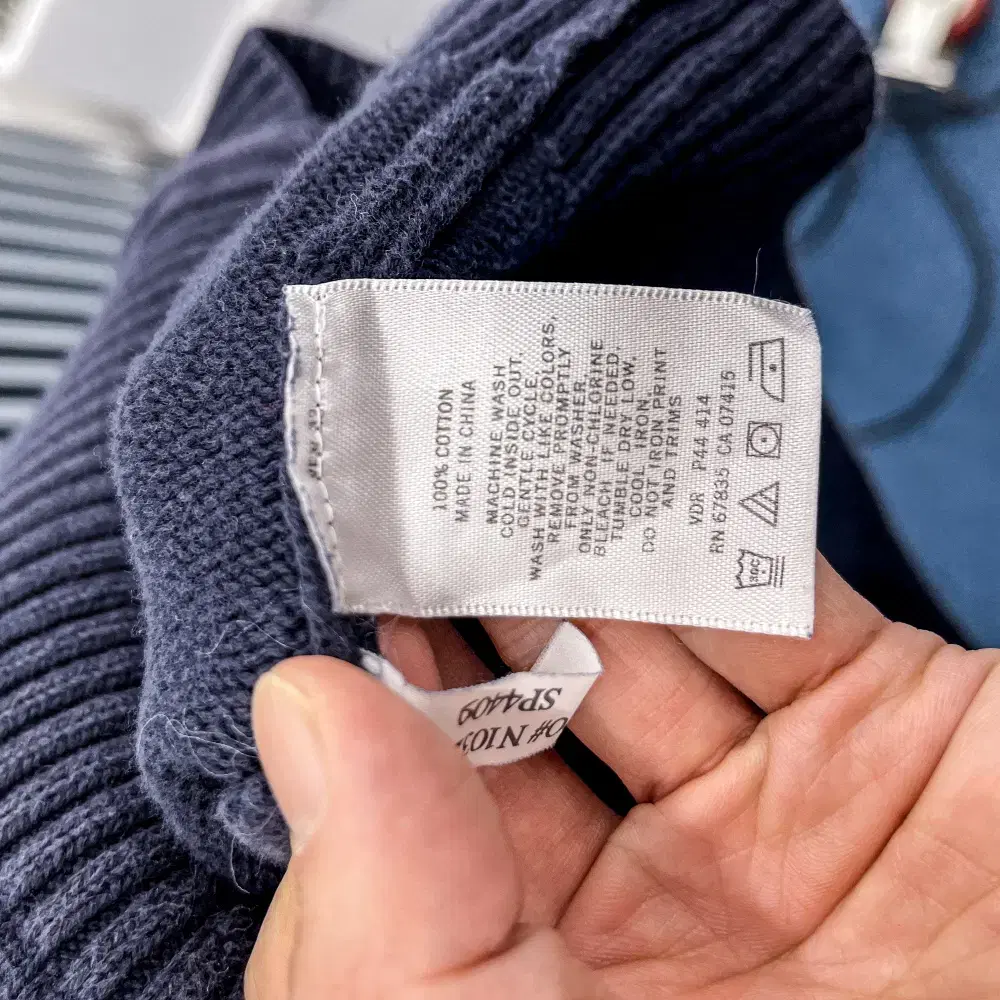 100% COTTON
MADE IN CHINA
MACHINE WASH
COLD INSIDE OUT,
GENTLE CYCLE,
WASH WITH LIKE COLORS,
REMOVE PROMPTLY
FROM WASHER
ONLY NON-CHLORINE
BLEACH IF NEEDED,
TUMBLE DRY LOW,
COOL IRON
DO NOT IRON PRINT
AND TRIMS
VDR P44 414
RN 67835 CA 07415
30C
SP4409